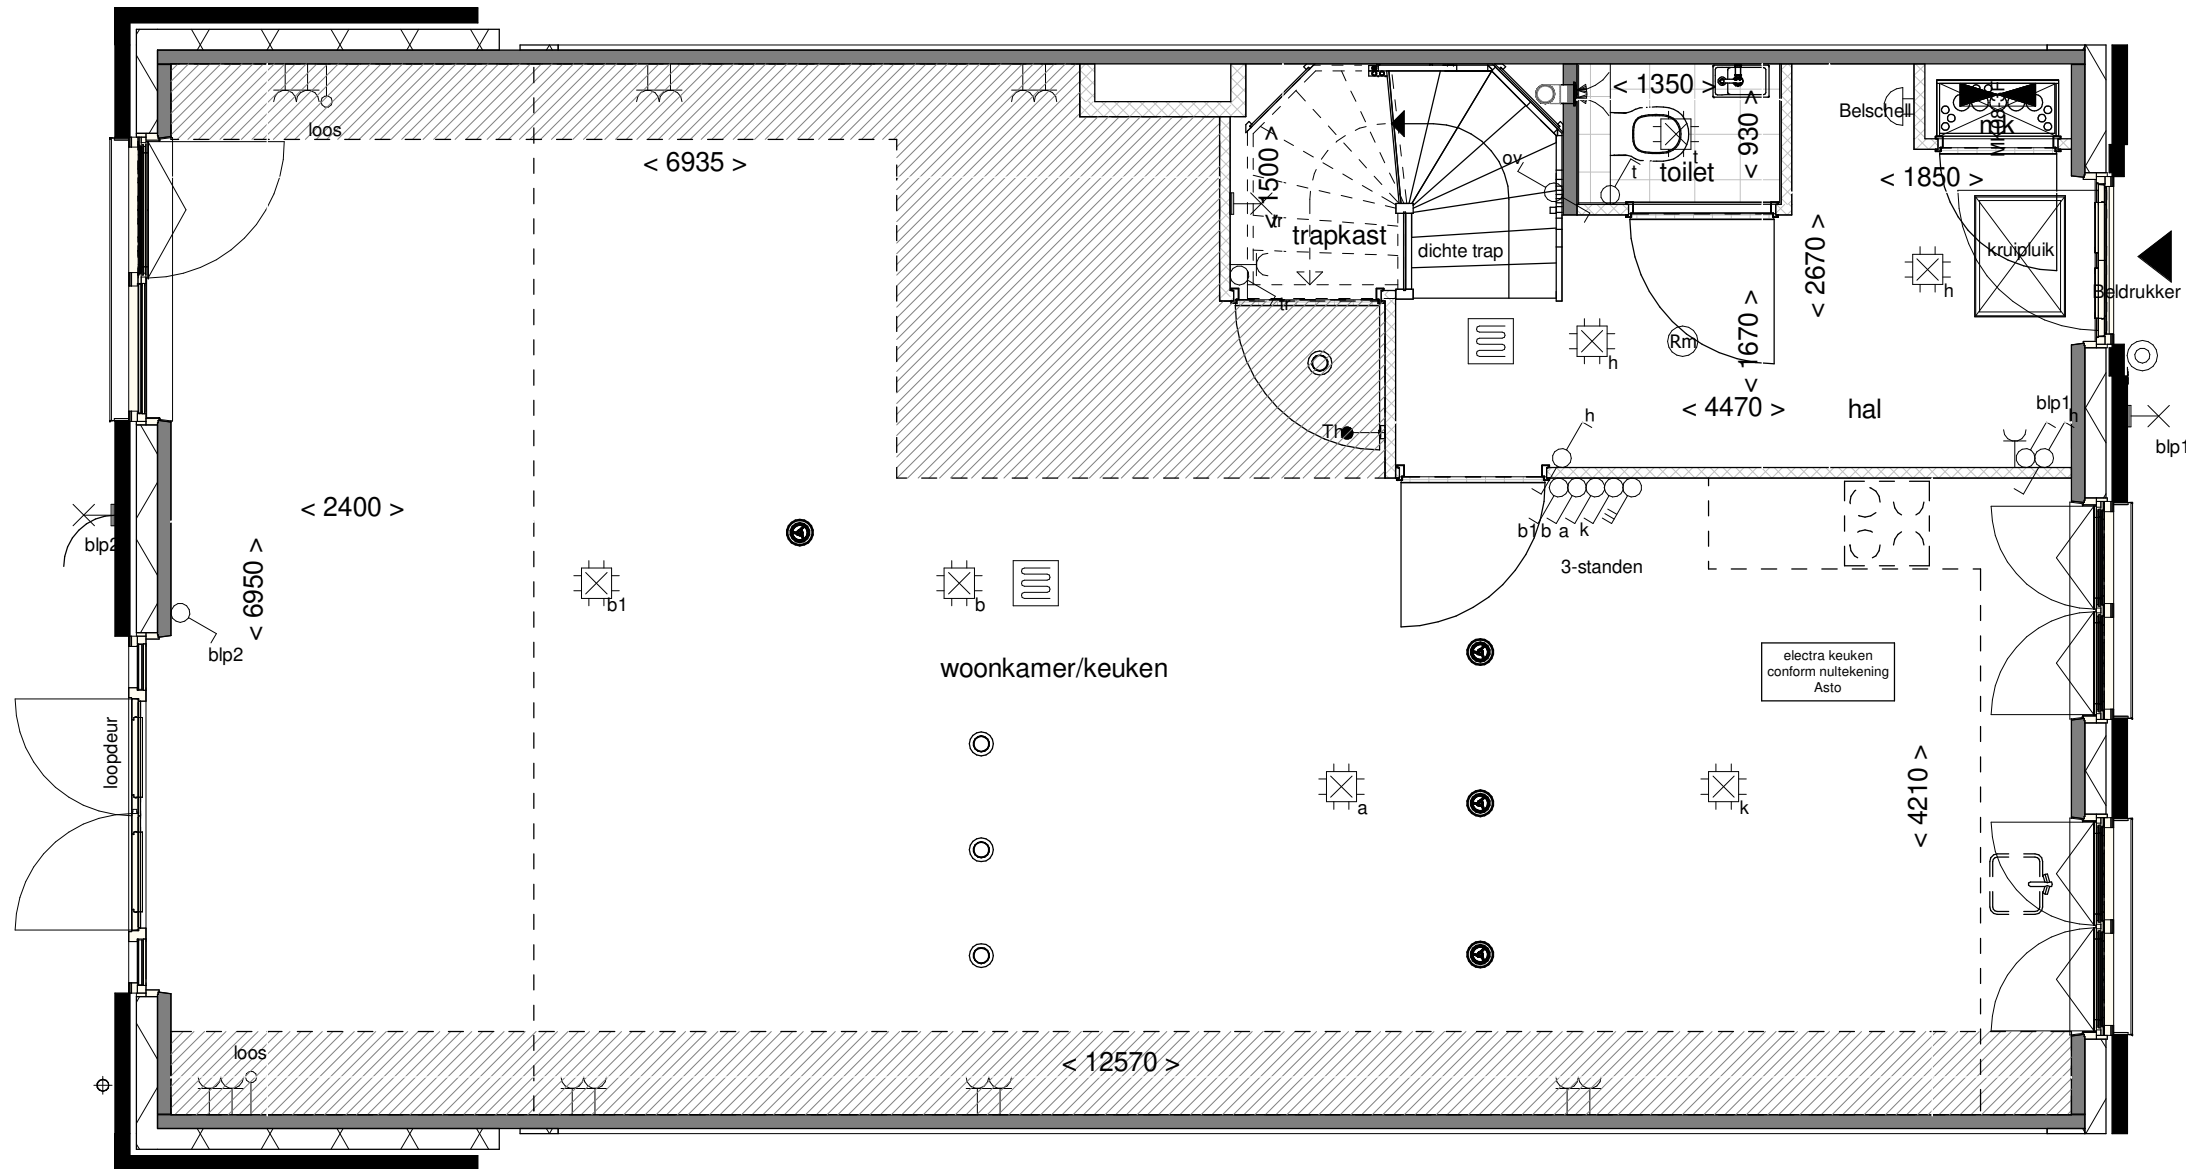 < 1350 >
< 930 >
Belschell
mk
loos
< 6935 >
< 1500 >
ov
t
t
toilet
< 1850 >
tr
trapkast
dichte trap
< 2670 >
kruipluik
h
Beldrukker
tr
< 1670 >
Rm
h
Th
< 4470 >
hal
h
blp1
h
blp1
< 2400 >
blp2
< 6950 >
b1
b
a
k
3-standen
b1
b
blp2
woonkamer/keuken
electra keuken
conform nultekening
Asto
loopdeur
a
k
< 4210 >
loos
< 12570 >